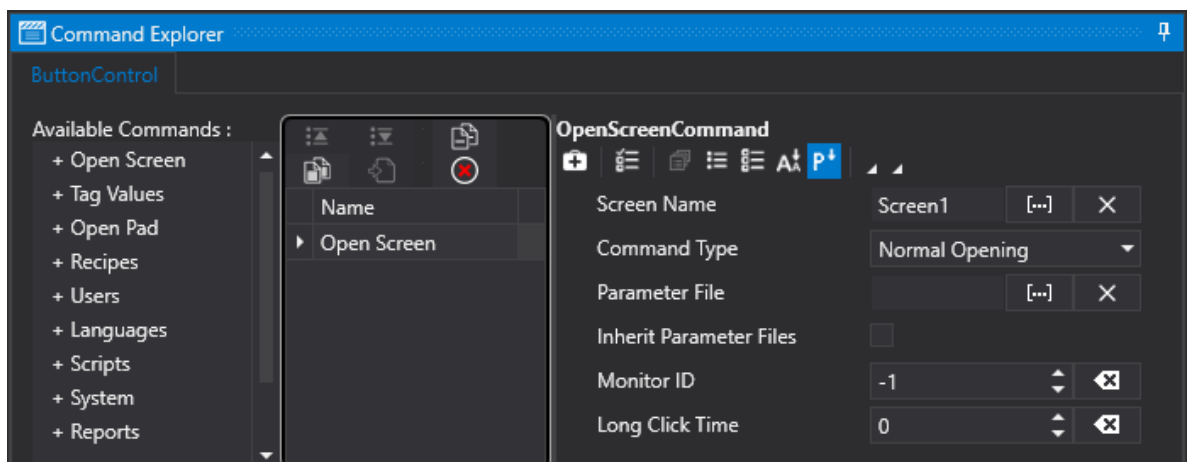 Command Explorer
ButtonControl
Available Commands :
+ Open Screen
+ Tag Values
+ Open Pad
+ Recipes
+ Users
+ Languages
+ Scripts
+ System
+ Reports
Name
Open Screen
OpenScreenCommand
Screen Name Screen1 [...]
Command Type Normal Opening
Parameter File [...]
Inherit Parameter Files
Monitor ID -1
Long Click Time 0